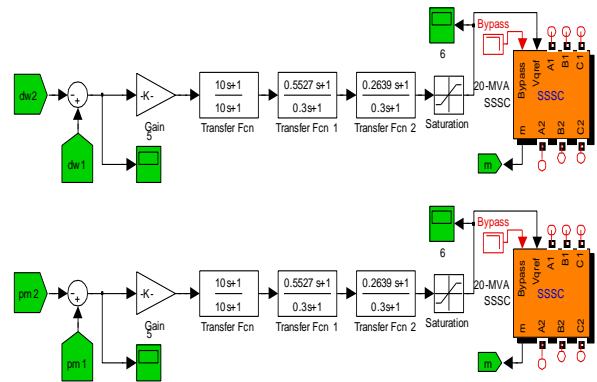 Bypass
6
A1
B1
C1
Bypass
Vqref
SSSC
m
A2
B2
C2
20-MVA
SSSC
dw2
-
+
-K-
Gain
5
10s+1
10s+1
Transfer Fcn
0.5527 s+1
0.3s+1
Transfer Fcn 1
0.2639 s+1
0.3s+1
Transfer Fcn 2
Saturation
dw1
m
Bypass
6
A1
B1
C1
Bypass
Vqref
SSSC
m
A2
B2
C2
20-MVA
SSSC
pm2
-
+
-K-
Gain
5
10s+1
10s+1
Transfer Fcn
0.5527 s+1
0.3s+1
Transfer Fcn 1
0.2639 s+1
0.3s+1
Transfer Fcn 2
Saturation
pm1
m